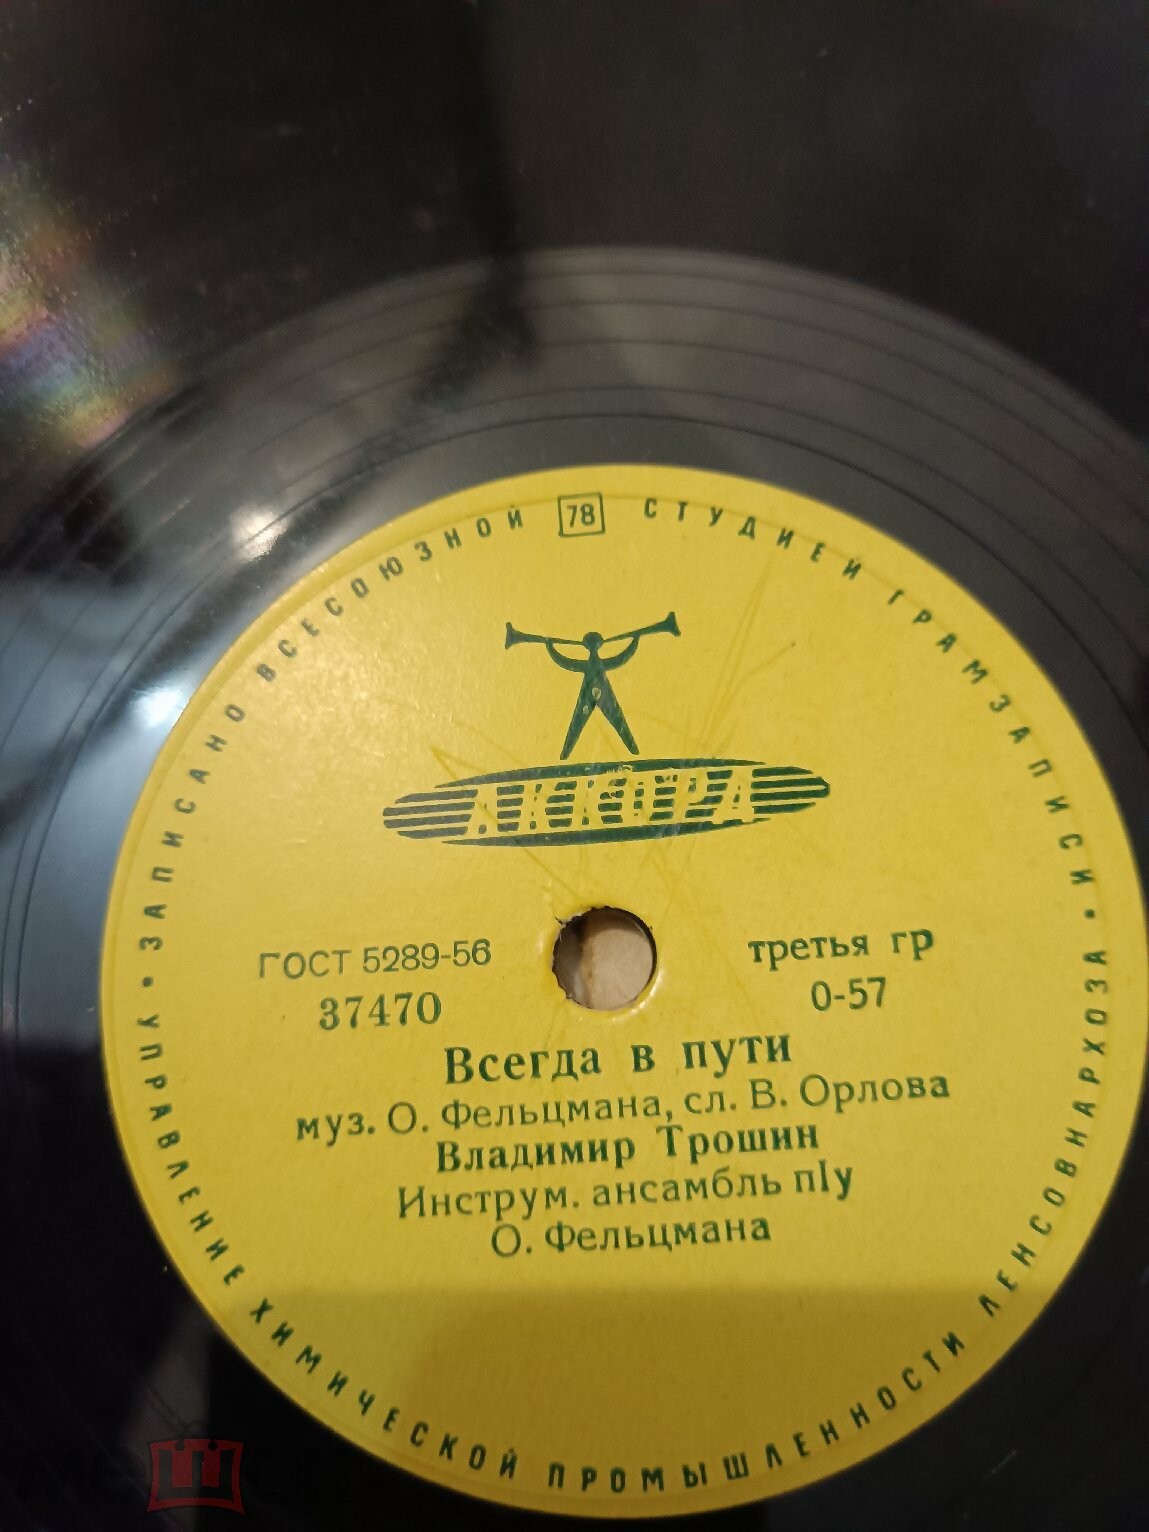 ЗАПИСАНО ВСЕСОЮЗНОЙ 78 СТУДИЕЙ ГРАМЗАПИСИ •
АККОРД
ГОСТ 5289-56
третья гр
37470
0-57
Всегда в пути
муз. О. Фельцмана, сл. В. Орлова
Владимир Трошин
Инструм. ансамбль п/у
О. Фельцмана
УПРАВЛЕНИЕ ХИМИЧЕСКОЙ ПРОМЫШЛЕННОСТИ ЛЕНСОВНАРХОЗА •